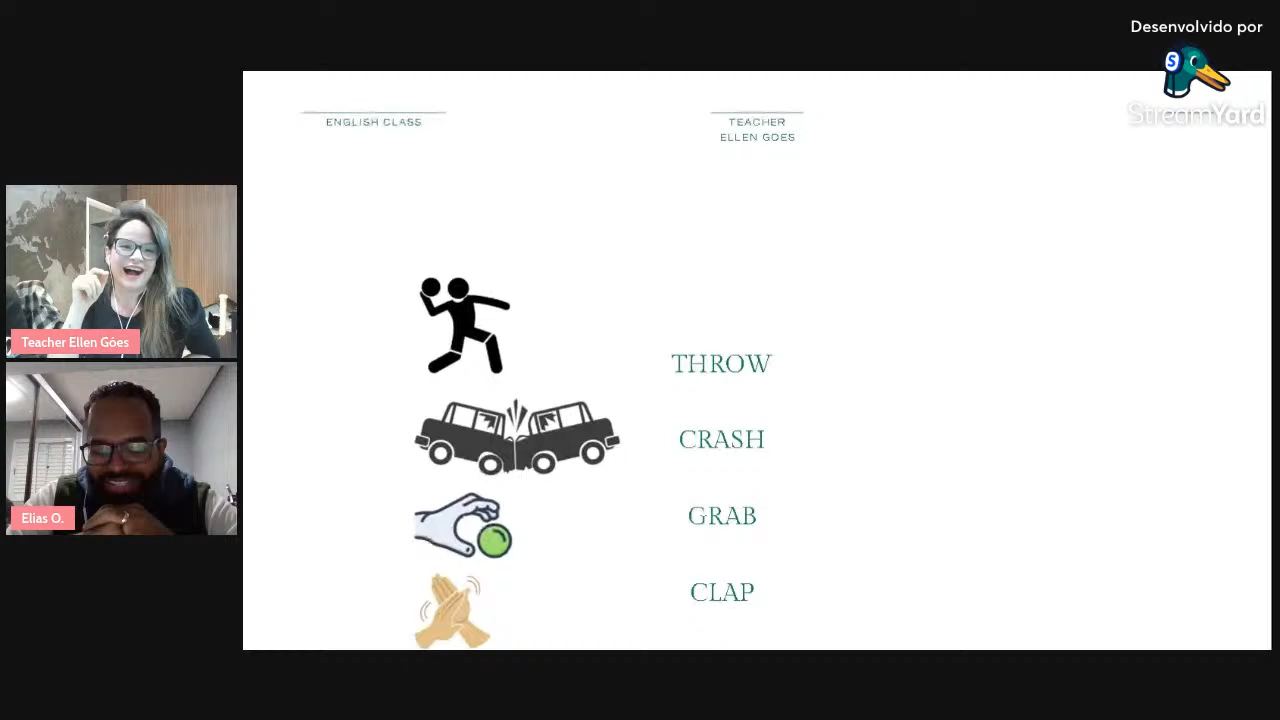 Desenvolvido por
S
StreamYard
ENGLISH CLASS
TEACHER
ELLEN GOES
Teacher Ellen Góes
Elias O.
THROW
CRASH
GRAB
CLAP